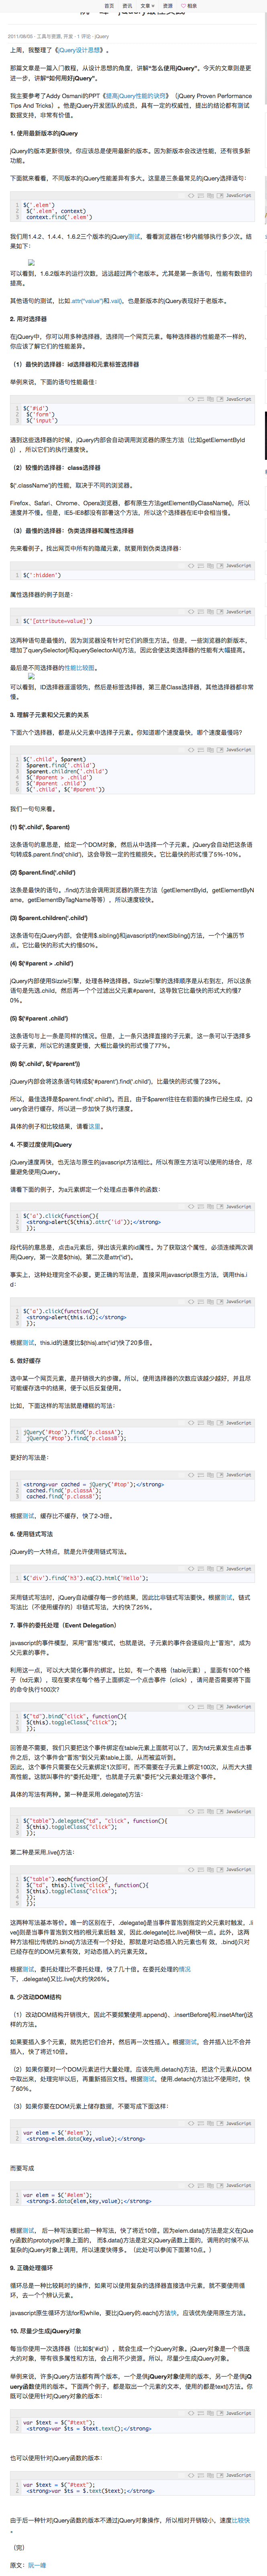 首页 资讯 文章 资源 相亲
2011/08/05 · 工具与资源, 开发 · 1 评论 · jQuery
上周，我整理了《jQuery设计思想》。
那篇文章是一篇入门教程，从设计思想的角度，讲解“怎么使用jQuery”。今天的文章则是更
进一步，讲解“如何用好jQuery”。
我主要参考了Addy Osmani的PPT《提高jQuery性能的诀窍》（jQuery Proven Performance
Tips And Tricks）。他是jQuery开发团队的成员，具有一定的权威性，提出的结论都有测试
数据支持，非常有价值。
1. 使用最新版本的jQuery
jQuery的版本更新很快，你应该总是使用最新的版本。因为新版本会改进性能，还有很多新
功能。
下面就来看看，不同版本的jQuery性能差异有多大。这里是三条最常见的jQuery选择语句：
JavaScript
1 $('.elem')
2 $('.elem', context)
3 context.find('.elem')
我们用1.4.2、1.4.4、1.6.2三个版本的jQuery测试，看看浏览器在1秒内能够执行多少次。结
果如下：
可以看到，1.6.2版本的运行次数，远远超过两个老版本。尤其是第一条语句，性能有数倍的
提高。
其他语句的测试，比如.attr("value")和.val()，也是新版本的jQuery表现好于老版本。
2. 用对选择器
在jQuery中，你可以用多种选择器，选择同一个网页元素。每种选择器的性能是不一样的，
你应该了解它们的性能差异。
（1）最快的选择器：id选择器和元素标签选择器
举例来说，下面的语句性能最佳：
JavaScript
1 $('#id')
2 $('form')
3 $('input')
遇到这些选择器的时候，jQuery内部会自动调用浏览器的原生方法（比如getElementById
()），所以它们的执行速度快。
（2）较慢的选择器：class选择器
$('.className')的性能，取决于不同的浏览器。
Firefox、Safari、Chrome、Opera浏览器，都有原生方法getElementByClassName()，所以
速度并不慢。但是，IE5-IE8都没有部署这个方法，所以这个选择器在IE中会相当慢。
（3）最慢的选择器：伪类选择器和属性选择器
先来看例子。找出网页中所有的隐藏元素，就要用到伪类选择器：
JavaScript
1 $(':hidden')
属性选择器的例子则是：
JavaScript
1 $('[attribute=value]')
这两种语句是最慢的，因为浏览器没有针对它们的原生方法。但是，一些浏览器的新版本，
增加了querySelector()和querySelectorAll()方法，因此会使这类选择器的性能有大幅提高。
最后是不同选择器的性能比较图。
可以看到，ID选择器遥遥领先，然后是标签选择器，第三是Class选择器，其他选择器都非常
慢。
3. 理解子元素和父元素的关系
下面六个选择器，都是从父元素中选择子元素。你知道哪个速度最快，哪个速度最慢吗？
JavaScript
1 $('.child', $parent)
2 $parent.find('.child')
3 $parent.children('.child')
4 $('#parent > .child')
5 $('#parent .child')
6 $('.child', $('#parent'))
我们一句句来看。
(1) $('.child', $parent)
这条语句的意思是，给定一个DOM对象，然后从中选择一个子元素。jQuery会自动把这条语
句转成$.parent.find('child')，这会导致一定的性能损失。它比最快的形式慢了5%-10%。
(2) $parent.find('.child')
这条是最快的语句。.find()方法会调用浏览器的原生方法（getElementById，getElementByN
ame，getElementByTagName等等），所以速度较快。
(3) $parent.children('.child')
这条语句在jQuery内部，会使用$.sibling()和javascript的nextSibling()方法，一个个遍历节
点。它比最快的形式大约慢50%。
(4) $('#parent > .child')
jQuery内部使用Sizzle引擎，处理各种选择器。Sizzle引擎的选择顺序是从右到左，所以这条
语句是先选.child，然后再一个个过滤出父元素#parent，这导致它比最快的形式大约慢7
0%。
(5) $('#parent .child')
这条语句与上一条是同样的情况。但是，上一条只选择直接的子元素，这一条可以于选择多
级子元素，所以它的速度更慢，大概比最快的形式慢了77%。
(6) $('.child', $('#parent'))
jQuery内部会将这条语句转成$('#parent').find('.child')，比最快的形式慢了23%。
所以，最佳选择是$parent.find('.child')。而且，由于$parent往往在前面的操作已经生成，jQ
uery会进行缓存，所以进一步加快了执行速度。
具体的例子和比较结果，请看这里。
4. 不要过度使用jQuery
jQuery速度再快，也无法与原生的javascript方法相比。所以有原生方法可以使用的场合，尽
量避免使用jQuery。
请看下面的例子，为a元素绑定一个处理点击事件的函数：
JavaScript
1 $('a').click(function(){
2 <strong>alert($(this).attr('id'));</strong>
3 });
段代码的意思是，点击a元素后，弹出该元素的id属性。为了获取这个属性，必须连续两次调
用jQuery，第一次是$(this)，第二次是attr('id')。
事实上，这种处理完全不必要。更正确的写法是，直接采用javascript原生方法，调用this.i
d：
JavaScript
1 $('a').click(function(){
2 <strong>alert(this.id);</strong>
3 });
根据测试，this.id的速度比$(this).attr('id')快了20多倍。
5. 做好缓存
选中某一个网页元素，是开销很大的步骤。所以，使用选择器的次数应该越少越好，并且尽
可能缓存选中的结果，便于以后反复使用。
比如，下面这样的写法就是糟糕的写法：
JavaScript
1 jQuery('#top').find('p.classA');
2 jQuery('#top').find('p.classB');
更好的写法是：
JavaScript
1 <strong>var cached = jQuery('#top');</strong>
2 cached.find('p.classA');
3 cached.find('p.classB');
根据测试，缓存比不缓存，快了2-3倍。
6. 使用链式写法
jQuery的一大特点，就是允许使用链式写法。
JavaScript
1 $('div').find('h3').eq(2).html('Hello');
采用链式写法时，jQuery自动缓存每一步的结果，因此比非链式写法要快。根据测试，链式
写法比（不使用缓存的）非链式写法，大约快了25%。
7. 事件的委托处理（Event Delegation）
javascript的事件模型，采用"冒泡"模式，也就是说，子元素的事件会逐级向上"冒泡"，成为
父元素的事件。
利用这一点，可以大大简化事件的绑定。比如，有一个表格（table元素），里面有100个格
子（td元素），现在要求在每个格子上面绑定一个点击事件（click），请问是否需要将下面
的命令执行100次？
JavaScript
1 $("td").bind("click", function(){
2 $(this).toggleClass("click");
3 });
回答是不需要，我们只要把这个事件绑定在table元素上面就可以了，因为td元素发生点击事
件之后，这个事件会"冒泡"到父元素table上面，从而被监听到。
因此，这个事件只需要在父元素绑定1次即可，而不需要在子元素上绑定100次，从而大大提
高性能。这就叫事件的"委托处理"，也就是子元素"委托"父元素处理这个事件。
具体的写法有两种。第一种是采用.delegate()方法：
JavaScript
1 $("table").delegate("td", "click", function(){
2 $(this).toggleClass("click");
3 });
第二种是采用.live()方法：
JavaScript
1 $("table").each(function(){
2 $("td", this).live("click", function(){
3 $(this).toggleClass("click");
4 });
5 });
这两种写法基本等价。唯一的区别在于，.delegate()是当事件冒泡到指定的父元素时触发，.li
ve()则是当事件冒泡到文档的根元素后触 发，因此.delegate()比.live()稍快一点。此外，这两
种方法相比传统的.bind()方法还有一个好处，那就是对动态插入的元素也有 效，.bind()只对
已经存在的DOM元素有效，对动态插入的元素无效。
根据测试，委托处理比不委托处理，快了几十倍。在委托处理的情况
下，.delegate()又比.live()大约快26%。
8. 少改动DOM结构
（1）改动DOM结构开销很大，因此不要频繁使用.append()、.insertBefore()和.insetAfter()这
样的方法。
如果要插入多个元素，就先把它们合并，然后再一次性插入。根据测试，合并插入比不合并
插入，快了将近10倍。
（2）如果你要对一个DOM元素进行大量处理，应该先用.detach()方法，把这个元素从DOM
中取出来，处理完毕以后，再重新插回文档。根据测试，使用.detach()方法比不使用时，快
了60%。
（3）如果你要在DOM元素上储存数据，不要写成下面这样：
JavaScript
1 var elem = $('#elem');
2 <strong>elem.data(key,value);</strong>
而要写成
JavaScript
1 var elem = $('#elem');
2 <strong>$.data(elem,key,value);</strong>
根据测试，后一种写法要比前一种写法，快了将近10倍。因为elem.data()方法是定义在jQue
ry函数的prototype对象上面的， 而$.data()方法是定义jQuery函数上面的，调用的时候不从
复杂的jQuery对象上调用，所以速度快得多。（此处可以参阅下面第10点。）
9. 正确处理循环
循环总是一种比较耗时的操作，如果可以使用复杂的选择器直接选中元素，就不要使用循
环，去一个个辨认元素。
javascript原生循环方法for和while，要比jQuery的.each()方法快，应该优先使用原生方法。
10. 尽量少生成jQuery对象
每当你使用一次选择器（比如$('#id')），就会生成一个jQuery对象。jQuery对象是一个很庞
大的对象，带有很多属性和方法，会占用不少资源。所以，尽量少生成jQuery对象。
举例来说，许多jQuery方法都有两个版本，一个是供jQuery对象使用的版本，另一个是供jQ
uery函数使用的版本。下面两个例子，都是取出一个元素的文本，使用的都是text()方法。你
既可以使用针对jQuery对象的版本：
JavaScript
1 var $text = $("#text");
2 <strong>var $ts = $text.text();</strong>
也可以使用针对jQuery函数的版本：
JavaScript
1 var $text = $("#text");
2 <strong>var $ts = $.text($text);</strong>
由于后一种针对jQuery函数的版本不通过jQuery对象操作，所以相对开销较小，速度比较快
。
（完）
原文：阮一峰